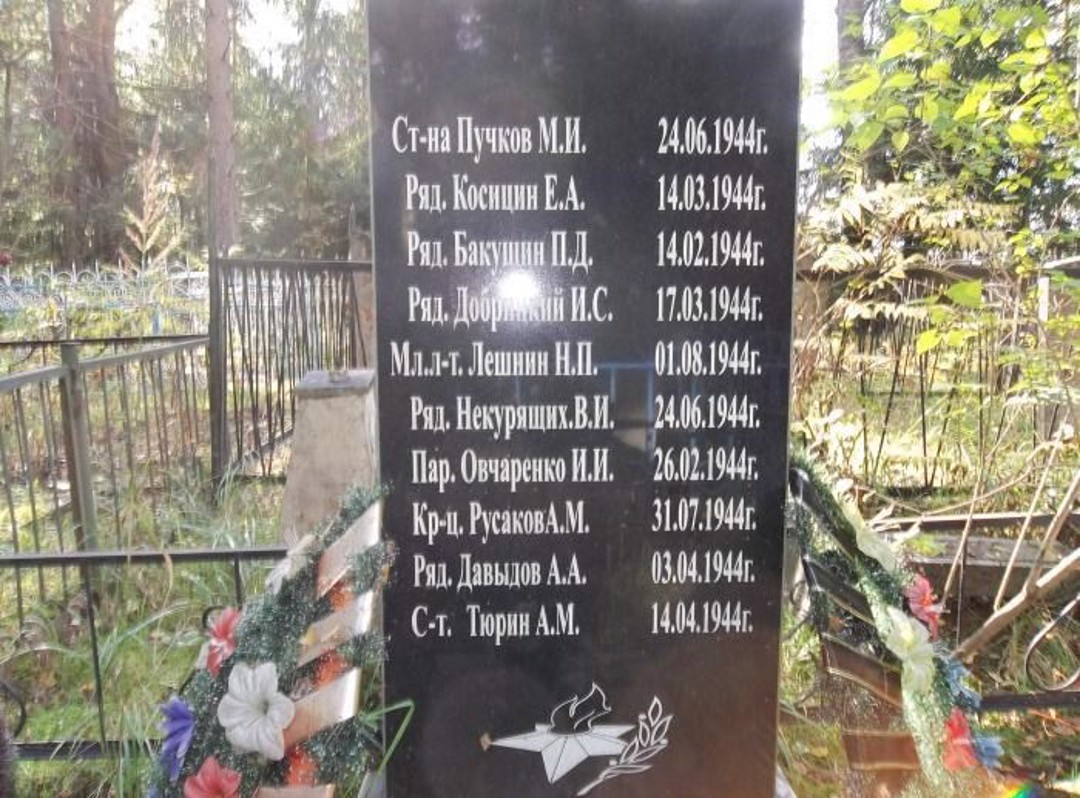 Ст-на Пучков М.И. 24.06.1944г.
Ряд. Косицин Е.А. 14.03.1944г.
Ряд. Бакущин П.Д. 14.02.1944г.
Ряд. И.С. 17.03.1944г.
Мл.л-т. Лешнин Н.П. 01.08.1944г.
Ряд. Некурящих.В.И. 24.06.1944г.
Пар. Овчаренко И.И. 26.02.1944г.
Кр-ц. РусаковА.М. 31.07.1944г.
Ряд. Давыдов А.А. 03.04.1944г.
С-т. Тюрин А.М. 14.04.1944г.